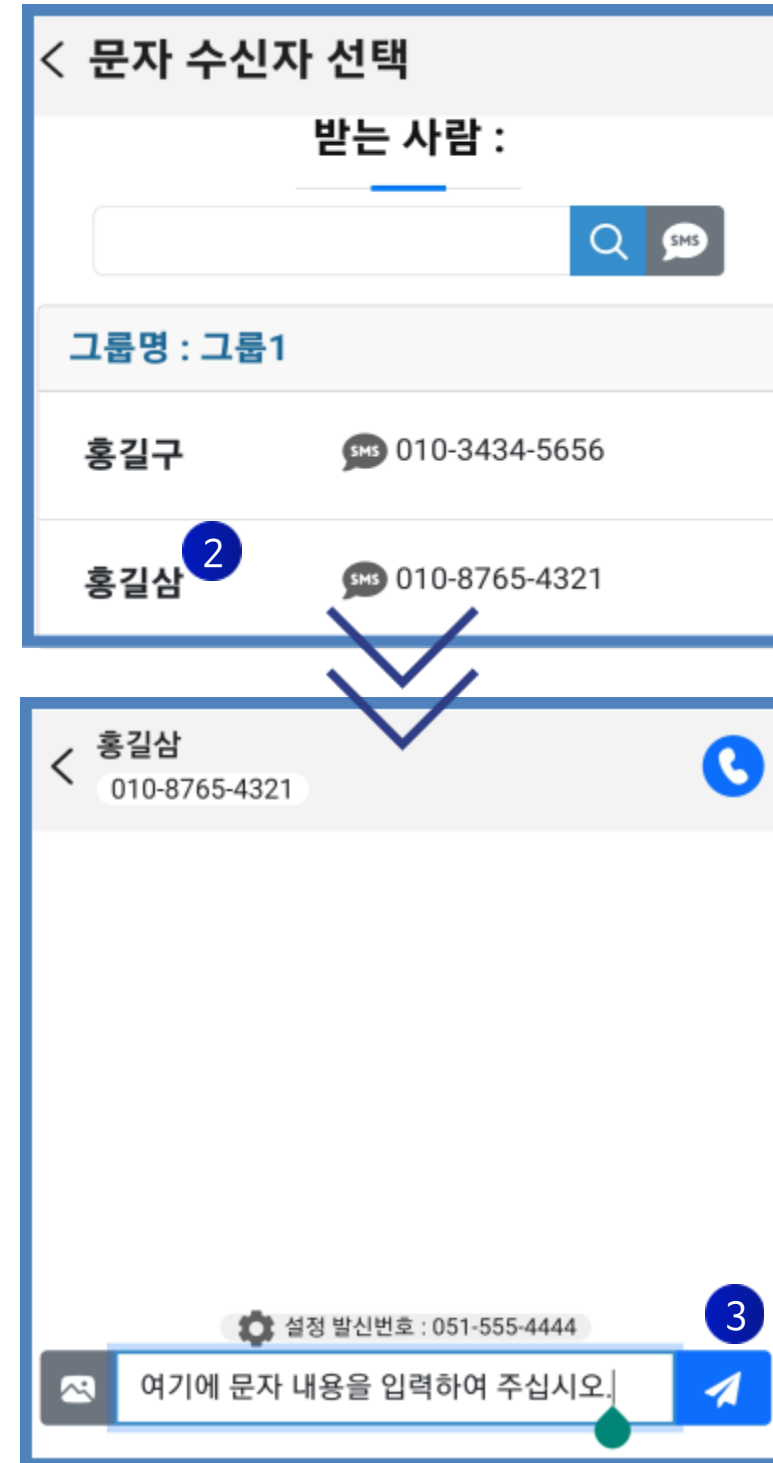 문자 수신자 선택
받는 사람 :
SMS
그룹명 : 그룹1
홍길구 SMS 010-3434-5656
2
홍길삼 SMS 010-8765-4321
홍길삼
010-8765-4321
설정 발신번호 : 051-555-4444
3
여기에 문자 내용을 입력하여 주십시오.